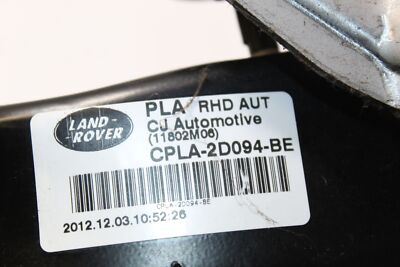 LAND-
ROVER
PLA RHD AUT
CJ Automotive
(11802M06)
CPLA-2D094-BE
CPLA-2D094-BE
2012.12.03.10:52:26